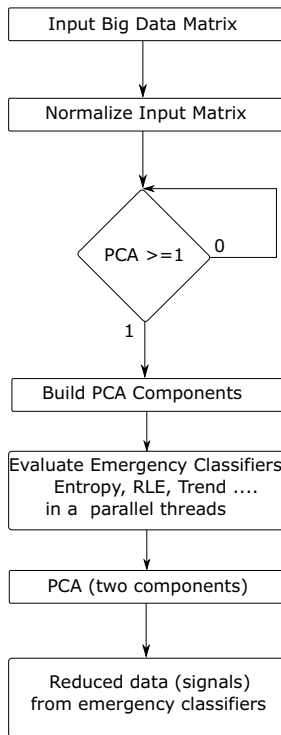 Input Big Data Matrix
Normalize Input Matrix
PCA >=1
0
1
Build PCA Components
Evaluate Emergency Classifiers
Entropy, RLE, Trend ....
in a parallel threads
PCA (two components)
Reduced data (signals)
from emergency classifiers